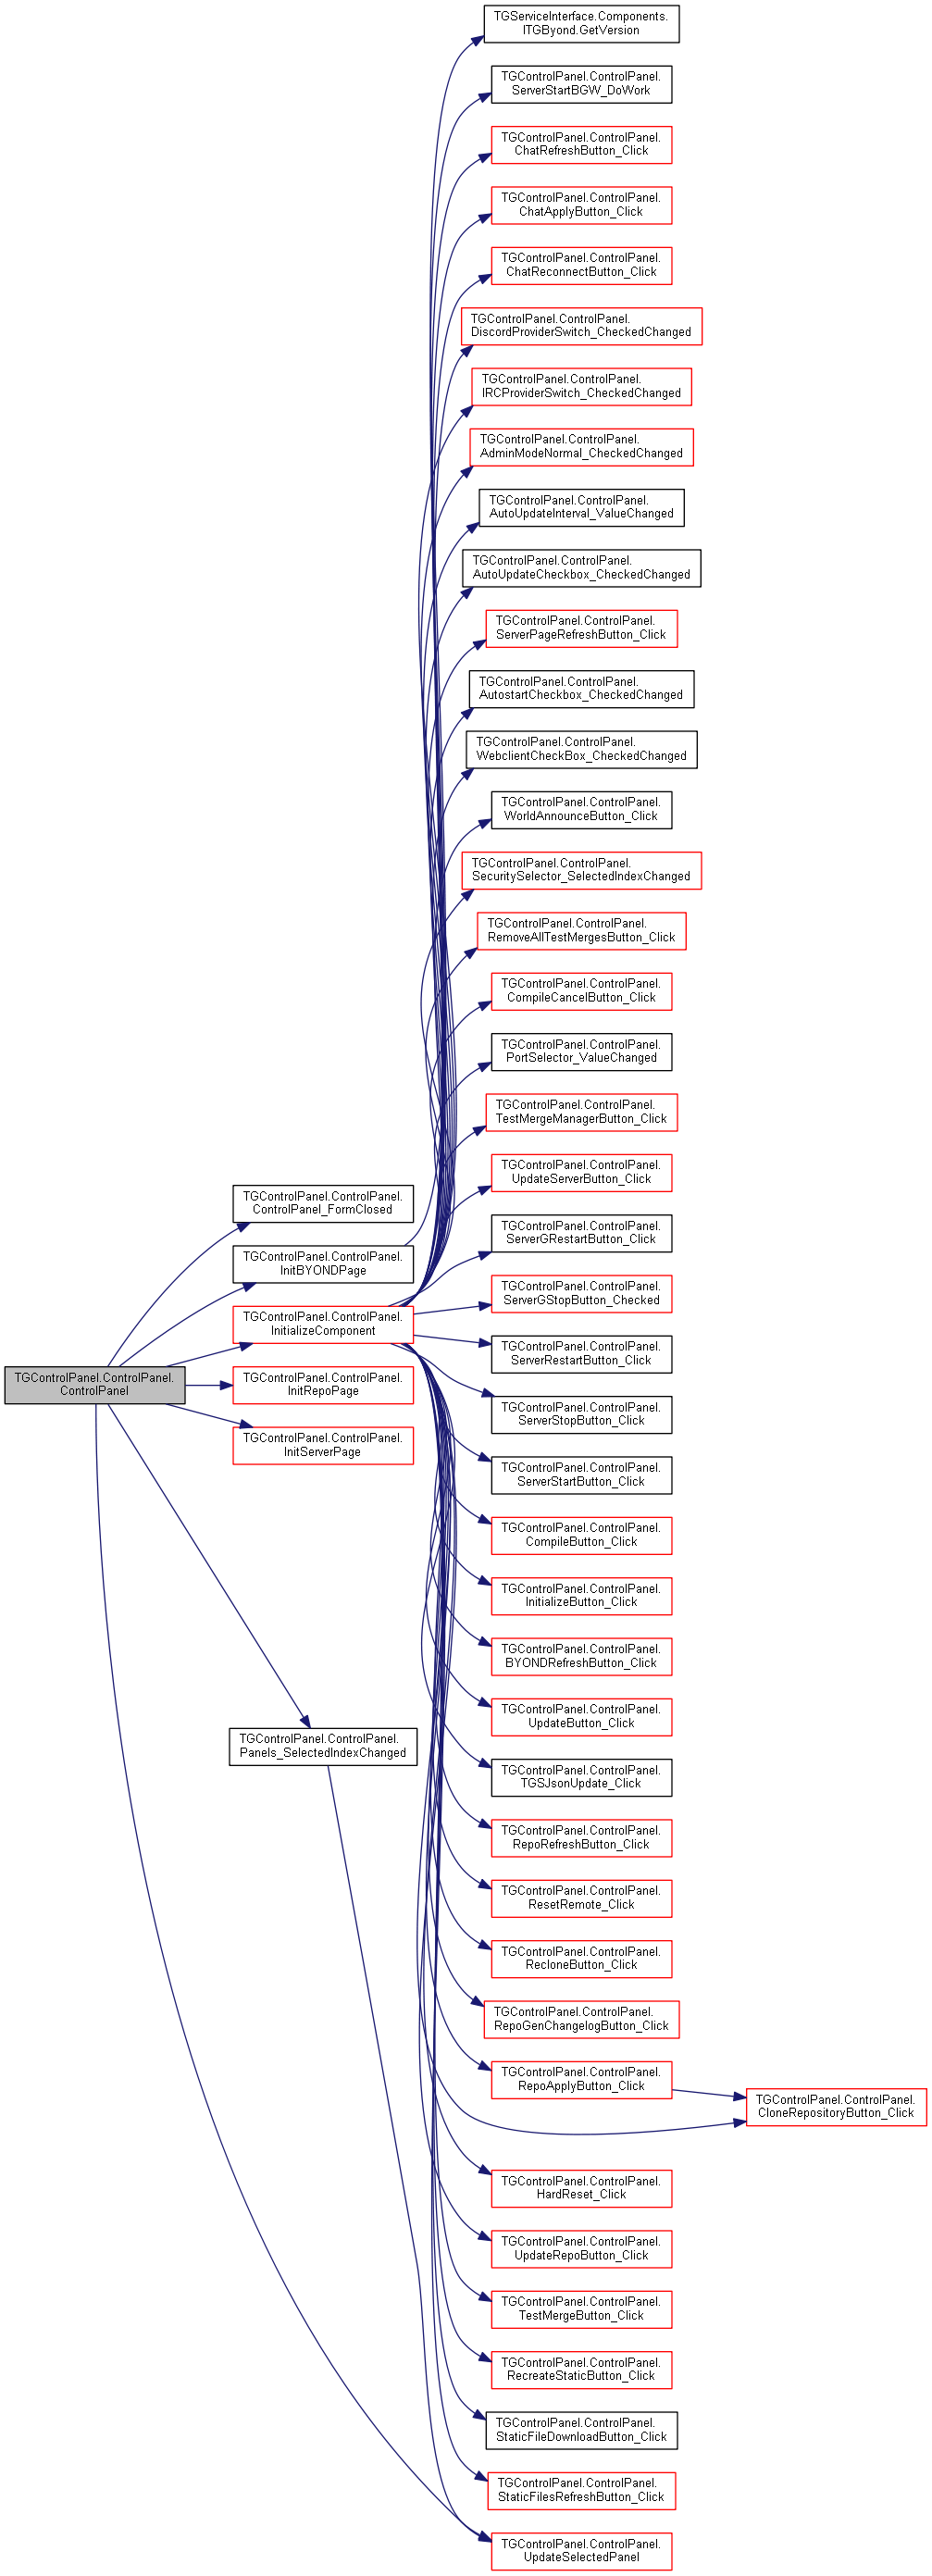 TGServiceInterface.Components.
ITGByond.GetVersion
TGControlPanel.ControlPanel.
ServerStartBGW_DoWork
TGControlPanel.ControlPanel.
ChatRefreshButton_Click
TGControlPanel.ControlPanel.
ChatApplyButton_Click
TGControlPanel.ControlPanel.
ChatReconnectButton_Click
TGControlPanel.ControlPanel.
DiscordProviderSwitch_CheckedChanged
TGControlPanel.ControlPanel.
IRCProviderSwitch_CheckedChanged
TGControlPanel.ControlPanel.
AdminModeNormal_CheckedChanged
TGControlPanel.ControlPanel.
AutoUpdateInterval_ValueChanged
TGControlPanel.ControlPanel.
AutoUpdateCheckbox_CheckedChanged
TGControlPanel.ControlPanel.
ServerPageRefreshButton_Click
TGControlPanel.ControlPanel.
AutostartCheckbox_CheckedChanged
TGControlPanel.ControlPanel.
WebclientCheckBox_CheckedChanged
TGControlPanel.ControlPanel.
WorldAnnounceButton_Click
TGControlPanel.ControlPanel.
SecuritySelector_SelectedIndexChanged
TGControlPanel.ControlPanel.
RemoveAllTestMergesButton_Click
TGControlPanel.ControlPanel.
CompileCancelButton_Click
TGControlPanel.ControlPanel.
PortSelector_ValueChanged
TGControlPanel.ControlPanel.
TestMergeManagerButton_Click
TGControlPanel.ControlPanel.
UpdateServerButton_Click
TGControlPanel.ControlPanel.
ControlPanel_FormClosed
TGControlPanel.ControlPanel.
ServerGRestartButton_Click
TGControlPanel.ControlPanel.
InitBYONDPage
TGControlPanel.ControlPanel.
ServerGStopButton_Checked
TGControlPanel.ControlPanel.
InitializeComponent
TGControlPanel.ControlPanel.
ServerRestartButton_Click
TGControlPanel.ControlPanel.
ControlPanel
TGControlPanel.ControlPanel.
InitRepoPage
TGControlPanel.ControlPanel.
ServerStopButton_Click
TGControlPanel.ControlPanel.
InitServerPage
TGControlPanel.ControlPanel.
ServerStartButton_Click
TGControlPanel.ControlPanel.
CompileButton_Click
TGControlPanel.ControlPanel.
InitializeButton_Click
TGControlPanel.ControlPanel.
BYONDRefreshButton_Click
TGControlPanel.ControlPanel.
UpdateButton_Click
TGControlPanel.ControlPanel.
Panels_SelectedIndexChanged
TGControlPanel.ControlPanel.
TGSJsonUpdate_Click
TGControlPanel.ControlPanel.
RepoRefreshButton_Click
TGControlPanel.ControlPanel.
ResetRemote_Click
TGControlPanel.ControlPanel.
RecloneButton_Click
TGControlPanel.ControlPanel.
RepoGenChangelogButton_Click
TGControlPanel.ControlPanel.
RepoApplyButton_Click
TGControlPanel.ControlPanel.
CloneRepositoryButton_Click
TGControlPanel.ControlPanel.
HardReset_Click
TGControlPanel.ControlPanel.
UpdateRepoButton_Click
TGControlPanel.ControlPanel.
TestMergeButton_Click
TGControlPanel.ControlPanel.
RecreateStaticButton_Click
TGControlPanel.ControlPanel.
StaticFileDownloadButton_Click
TGControlPanel.ControlPanel.
StaticFilesRefreshButton_Click
TGControlPanel.ControlPanel.
UpdateSelectedPanel